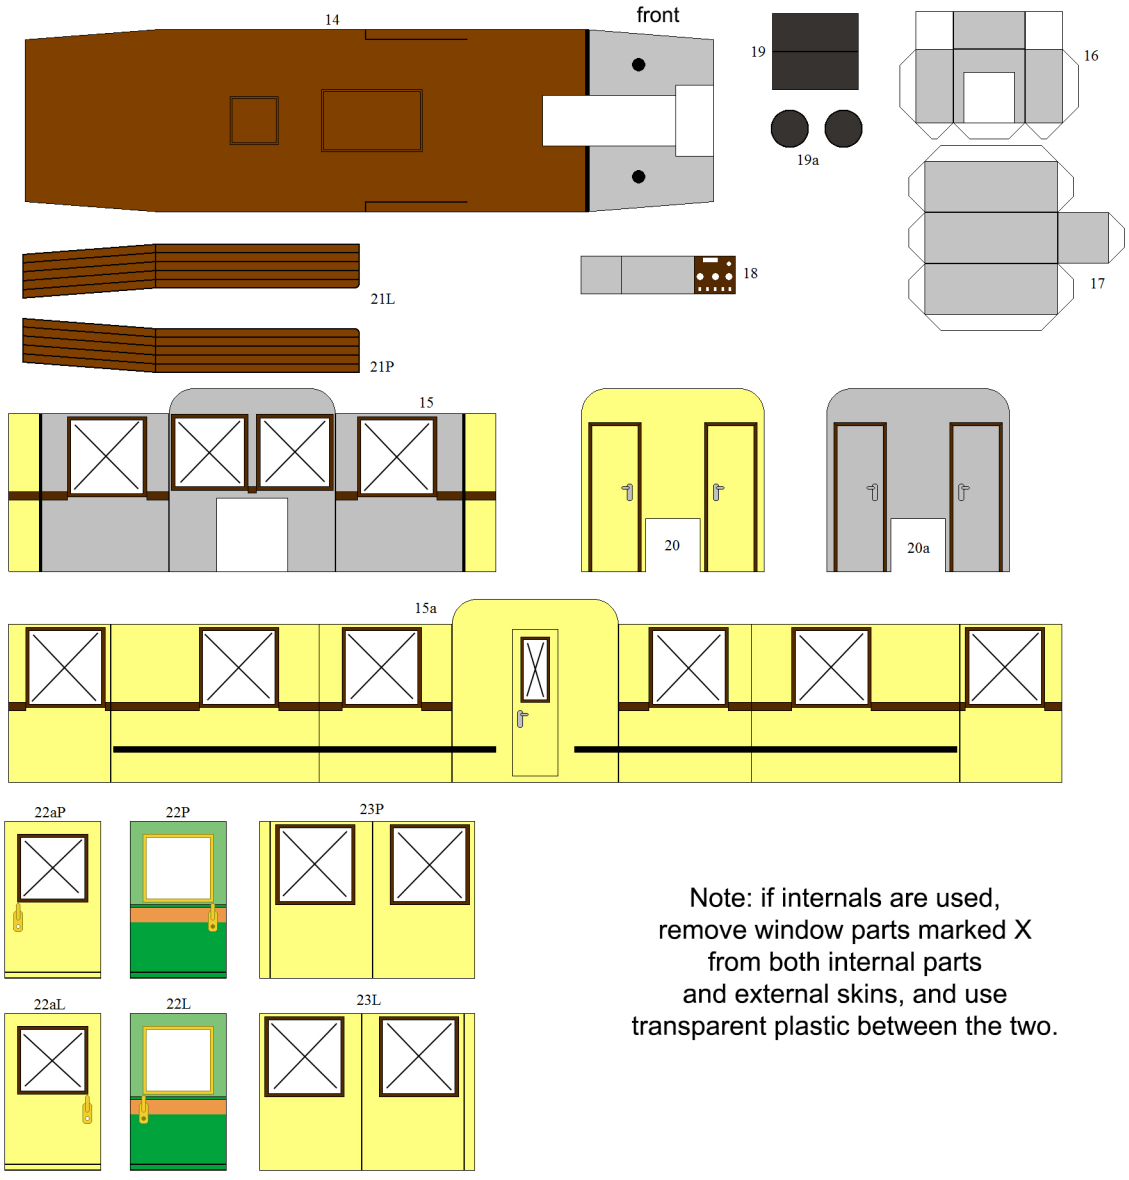 14
front
19
16
19a
21L
18
17
21P
15
20
20a
15a
22aP
22P
23P
Note: if internals are used,
remove window parts marked X
from both internal parts
and external skins, and use
transparent plastic between the two.
22aL
22L
23L